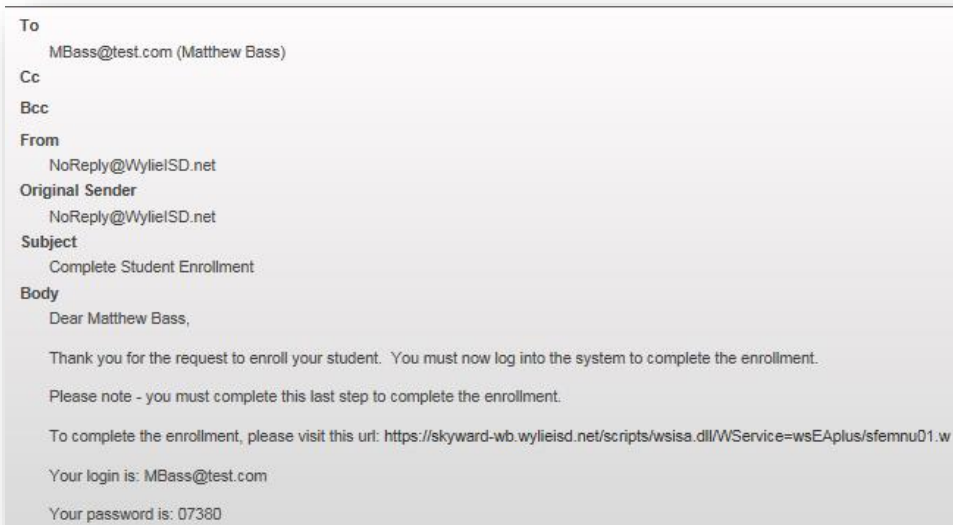 To
MBass@test.com (Matthew Bass)
Cc
Bcc
From
NoReply@WylieISD.net
Original Sender
NoReply@WylieISD.net
Subject
Complete Student Enrollment
Body
Dear Matthew Bass,
Thank you for the request to enroll your student.  You must now log into the system to complete the enrollment.
Please note - you must complete this last step to complete the enrollment.
To complete the enrollment, please visit this url: https://skyward-wb.wylieisd.net/scripts/wsisa.dll/WService=wsEAplus/sfemnu01.w
Your login is: MBass@test.com
Your password is: 07380